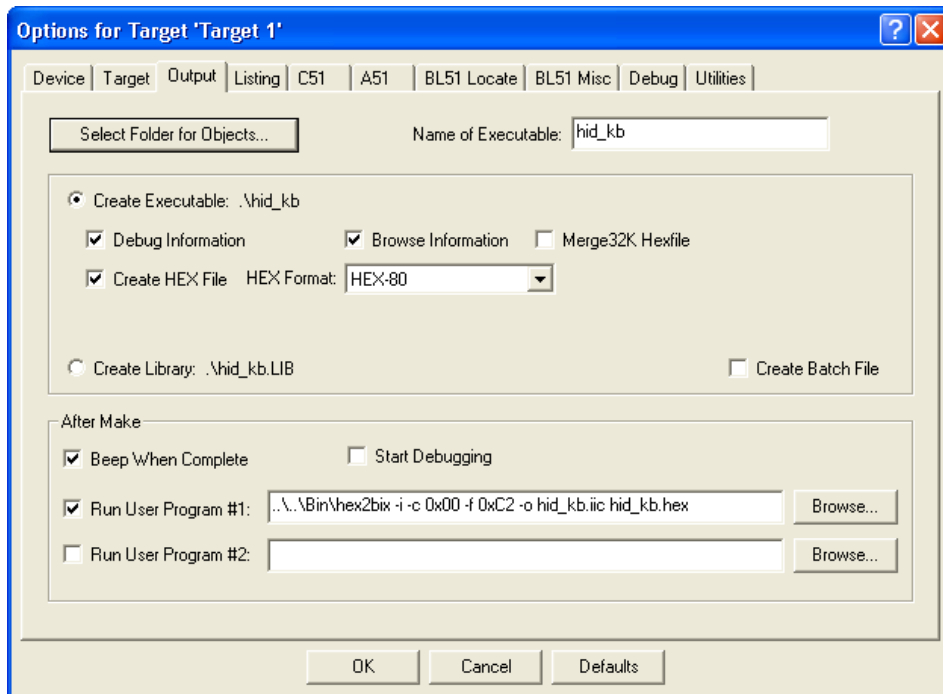 Options for Target 'Target 1'
Device Target Output Listing C51 A51 BL51 Locate BL51 Misc Debug Utilities
Select Folder for Objects... Name of Executable: hid_kb
Create Executable: .\hid_kb
Debug Information Browse Information Merge32K Hexfile
Create HEX File HEX Format: HEX-80
Create Library: .\hid_kb.LIB Create Batch File
After Make
Beep When Complete Start Debugging
Run User Program #1: ..\..\Bin\hex2bix -i -c 0x00 -f 0xC2 -o hid_kb.iic hid_kb.hex Browse...
Run User Program #2: Browse...
OK Cancel Defaults